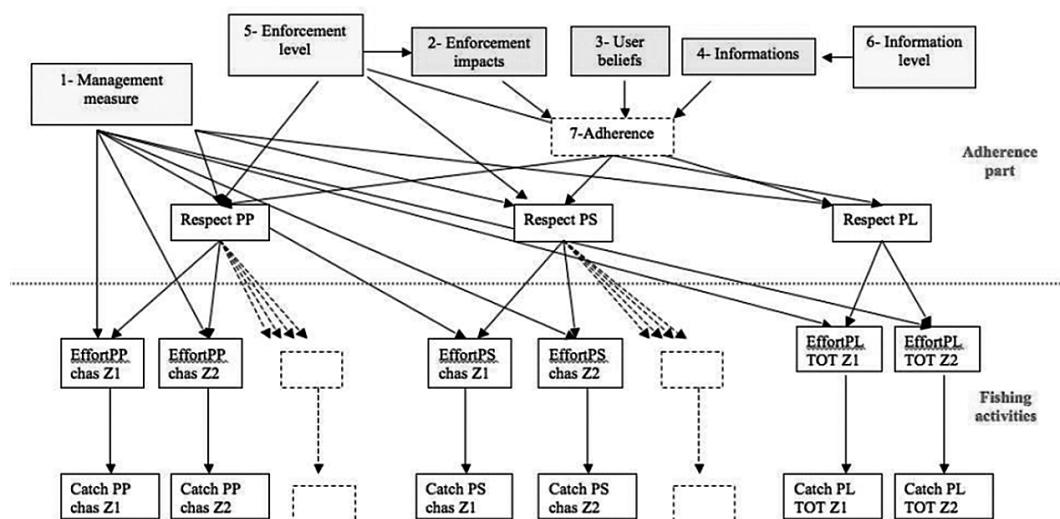 5- Enforcement
level
2- Enforcement
impacts
3- User
beliefs
4- Informations
6- Information
level
1- Management
measure
7-Adherence
Adherence
part
Respect PP
Respect PS
Respect PL
EffortPP
chas Z1
EffortPP
chas Z2
EffortPS
chas Z1
EffortPS
chas Z2
EffortPL
TOT Z1
EffortPL
TOT Z2
Fishing
activities
Catch PP
chas Z1
Catch PP
chas Z2
Catch PS
chas Z1
Catch PS
chas Z2
Catch PL
TOT Z1
Catch PL
TOT Z2